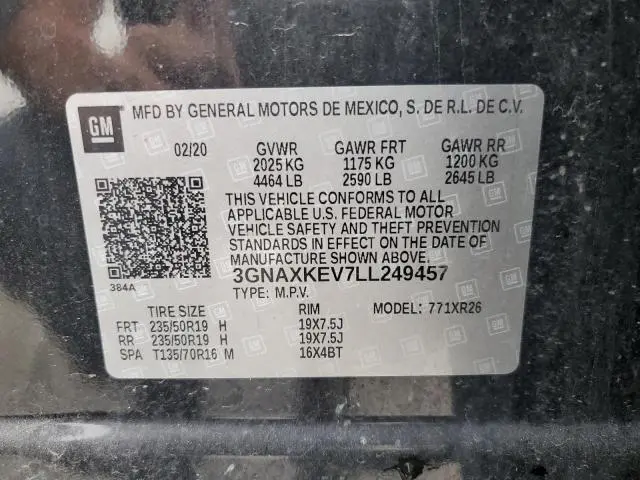 GM MFD BY GENERAL MOTORS DE MEXICO, S. DE R.L. DE C.V.
02/20 GVWR GAWR FRT GAWR RR
2025 KG 1175 KG 1200 KG
4464 LB 2590 LB 2645 LB
THIS VEHICLE CONFORMS TO ALL
APPLICABLE U.S. FEDERAL MOTOR
VEHICLE SAFETY AND THEFT PREVENTION
STANDARDS IN EFFECT ON THE DATE OF
MANUFACTURE SHOWN ABOVE.
384A 3GNAXKEV7LL249457
TYPE: M.P.V. MODEL: 771XR26
TIRE SIZE RIM
FRT 235/50R19 H 19X7.5J
RR 235/50R19 H 19X7.5J
SPA T135/70R16 M 16X4BT